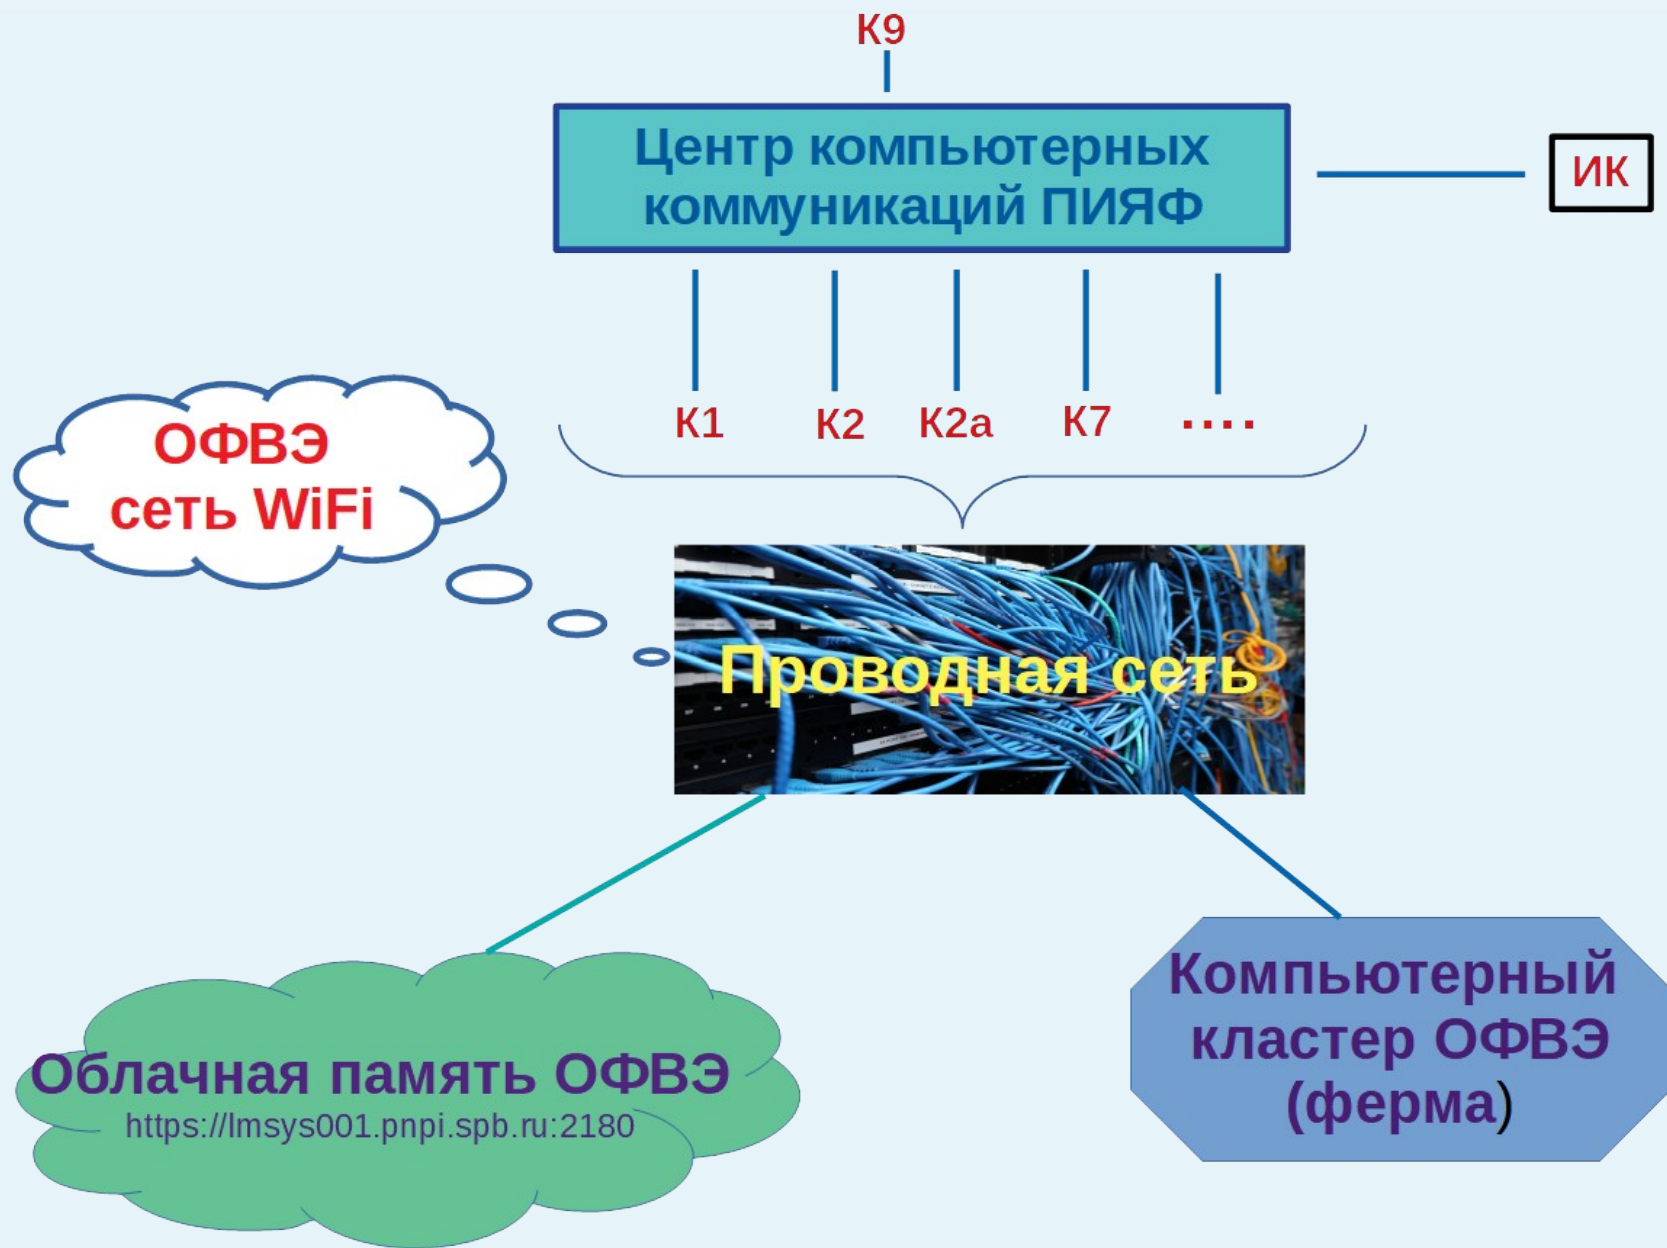 К9
Центр компьютерных
коммуникаций ПИЯФ
ИК
К1 К2 К2а К7 ....
ОФВЭ
сеть WiFi
Проводная сеть
Облачная память ОФВЭ
https://lmsys001.pnpi.spb.ru:2180
Компьютерный
кластер ОФВЭ
(ферма)